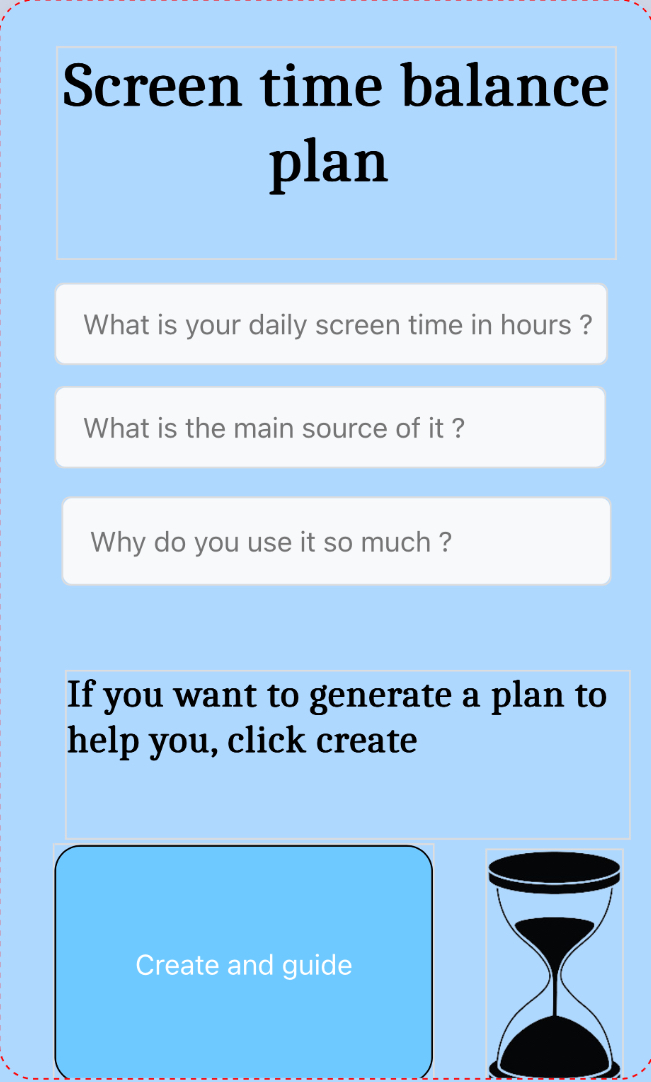 Screen time balance
plan
What is your daily screen time in hours ?
What is the main source of it ?
Why do you use it so much ?
If you want to generate a plan to
help you, click create
Create and guide